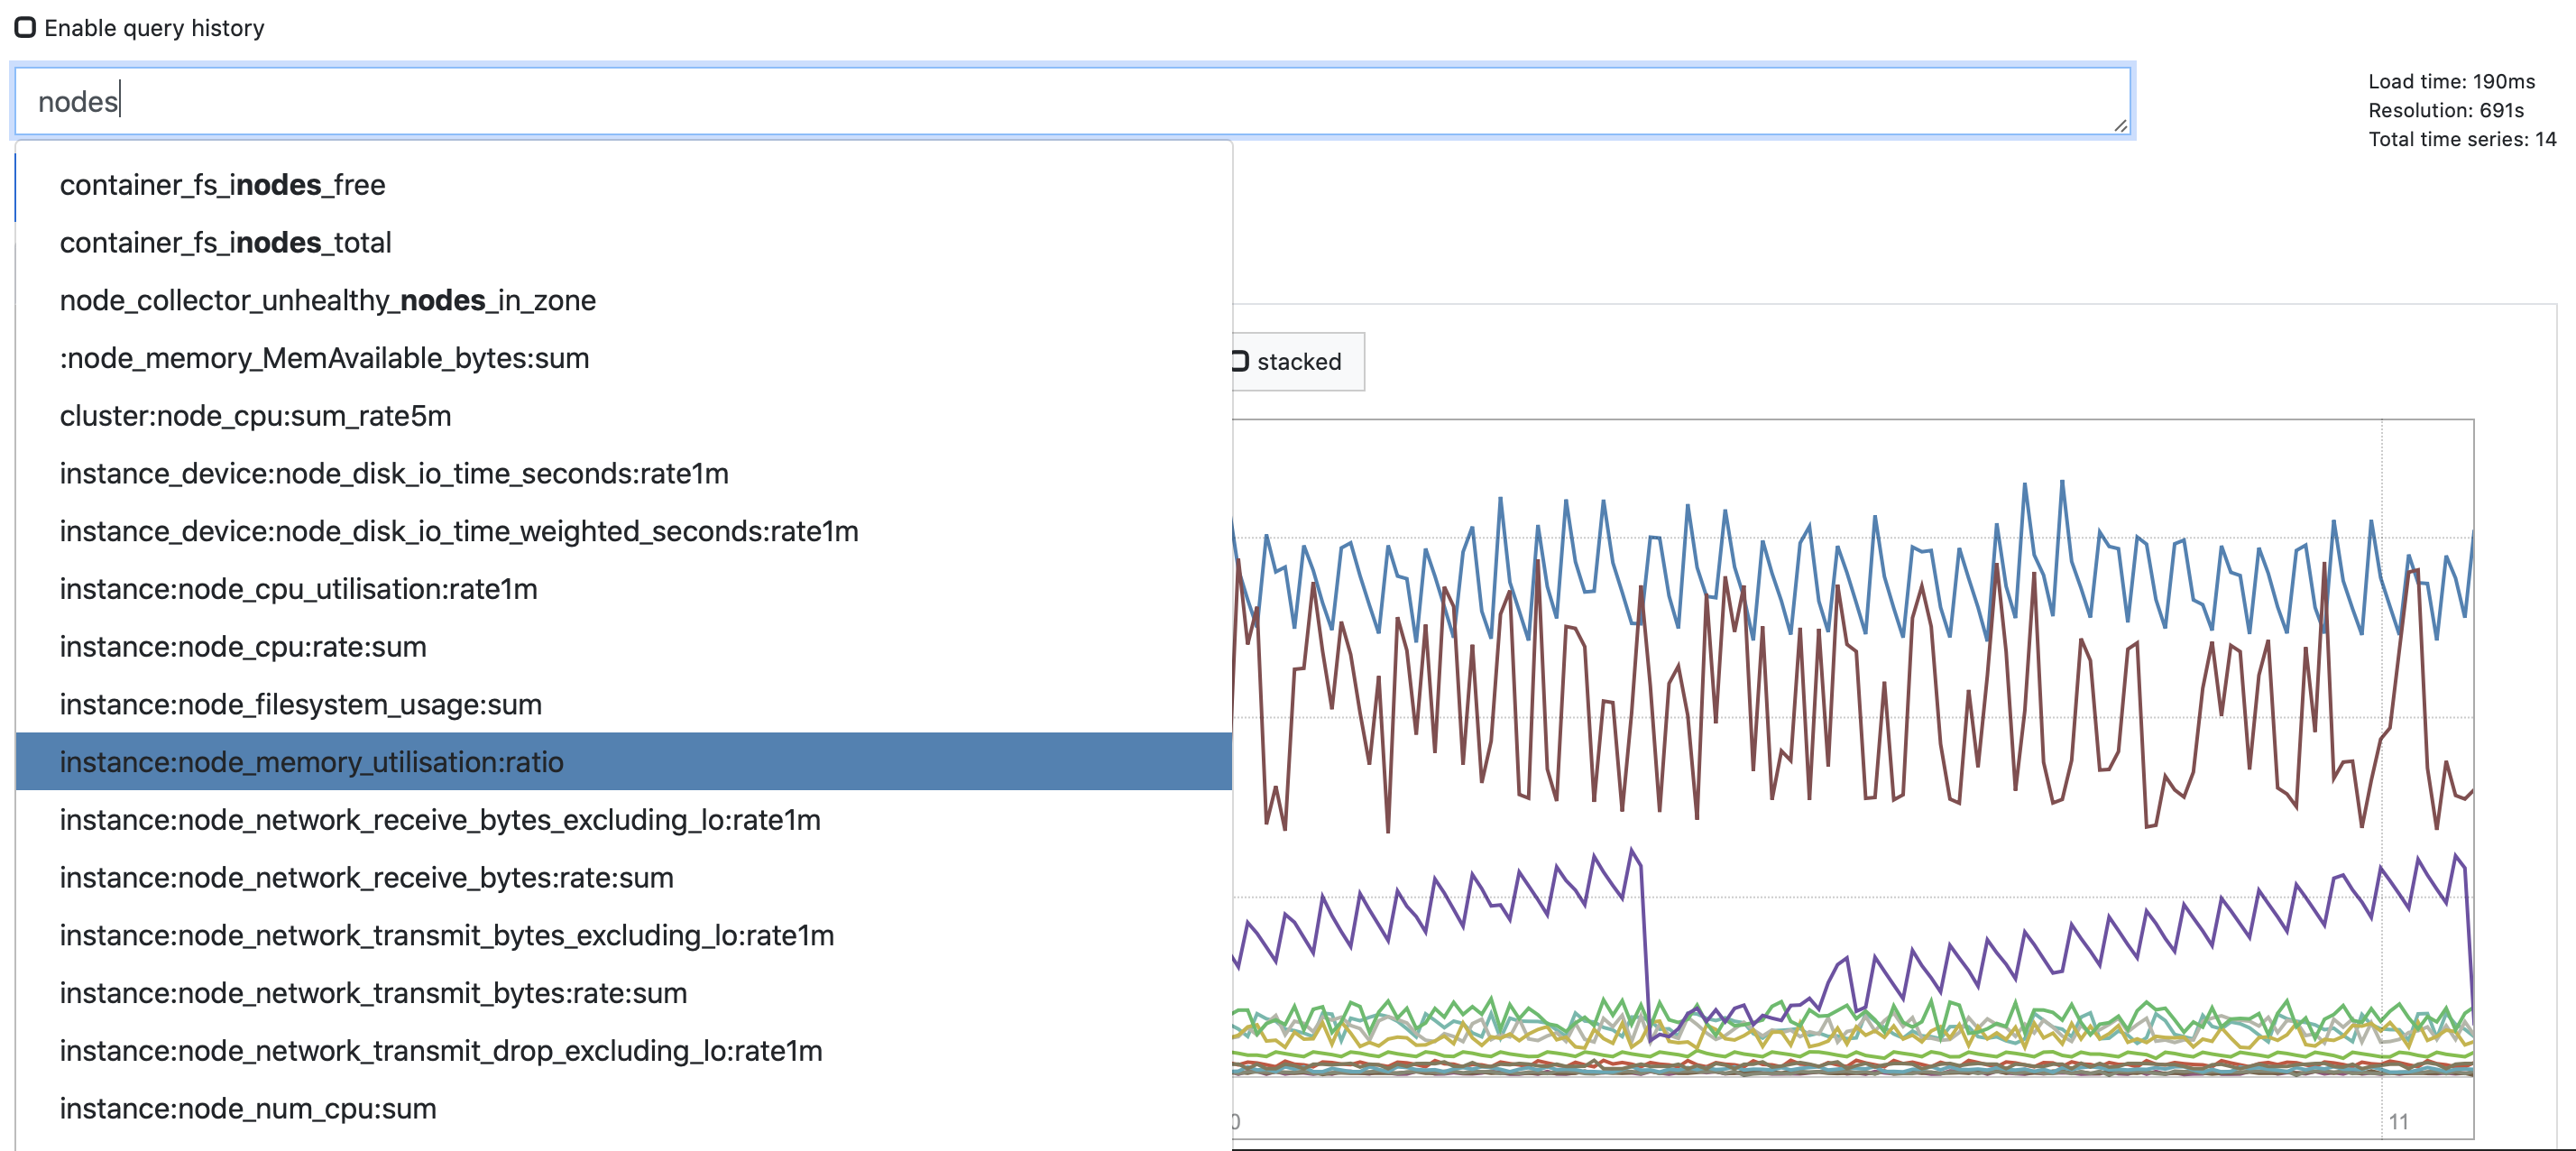 Enable query history
nodes
Load time: 190ms
Resolution: 691s
Total time series: 14
container_fs_inodes_free
container_fs_inodes_total
node_collector_unhealthy_nodes_in_zone
:node_memory_MemAvailable_bytes:sum
cluster:node_cpu:sum_rate5m
instance_device:node_disk_io_time_seconds:rate1m
instance_device:node_disk_io_time_weighted_seconds:rate1m
instance:node_cpu_utilisation:rate1m
instance:node_cpu:rate:sum
instance:node_filesystem_usage:sum
instance:node_memory_utilisation:ratio
instance:node_network_receive_bytes_excluding_lo:rate1m
instance:node_network_receive_bytes:rate:sum
instance:node_network_transmit_bytes_excluding_lo:rate1m
instance:node_network_transmit_bytes:rate:sum
instance:node_network_transmit_drop_excluding_lo:rate1m
instance:node_num_cpu:sum
stacked
0
11